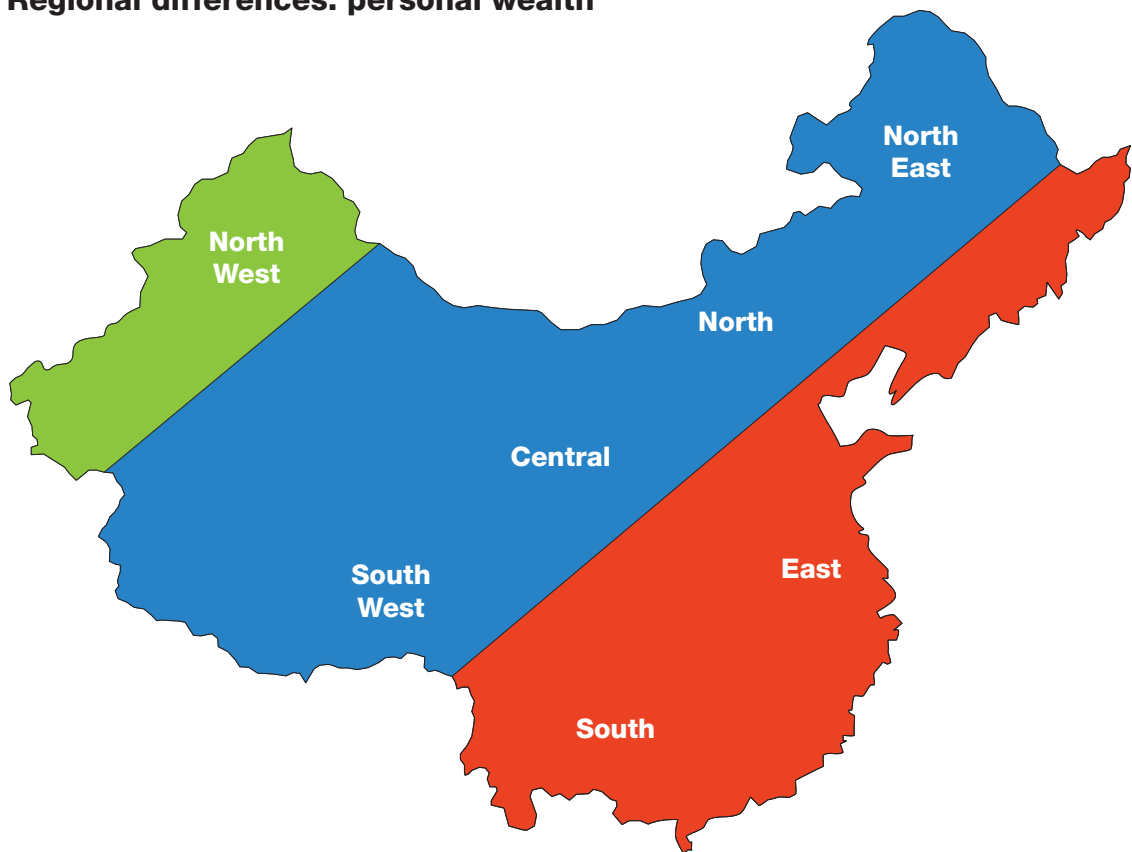 Regional differences: personal wealth
North
East
North
West
North
Central
East
South
West
South